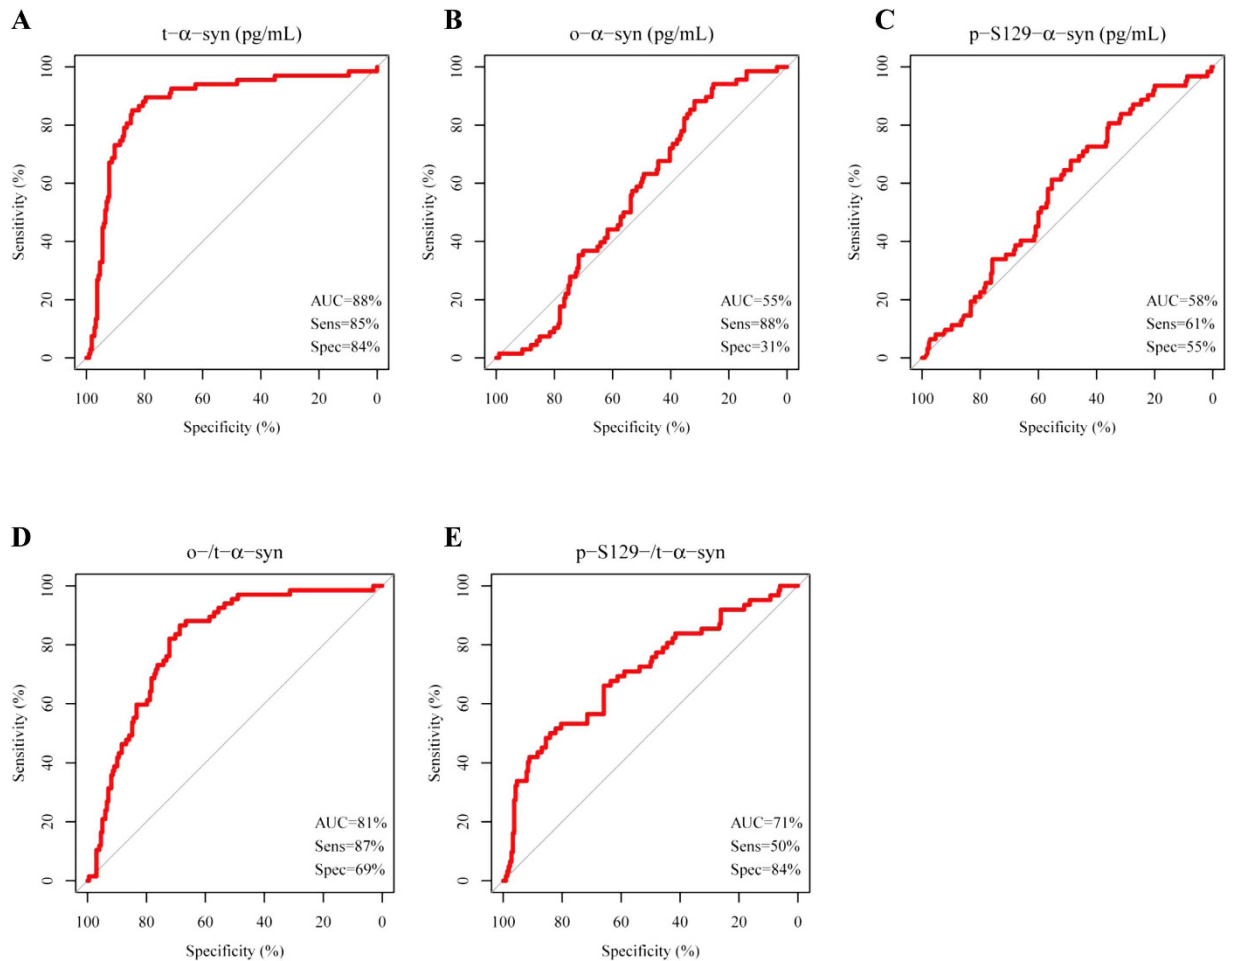 A
t−α−syn (pg/mL)
Sensitivity (%)
100
80
60
40
20
0
AUC=88%
Sens=85%
Spec=84%
100 80 60 40 20 0
Specificity (%)
B
o−α−syn (pg/mL)
Sensitivity (%)
100
80
60
40
20
0
AUC=55%
Sens=88%
Spec=31%
100 80 60 40 20 0
Specificity (%)
C
p−S129−α−syn (pg/mL)
Sensitivity (%)
100
80
60
40
20
0
AUC=58%
Sens=61%
Spec=55%
100 80 60 40 20 0
Specificity (%)
D
o−/t−α−syn
Sensitivity (%)
100
80
60
40
20
0
AUC=81%
Sens=87%
Spec=69%
100 80 60 40 20 0
Specificity (%)
E
p−S129−/t−α−syn
Sensitivity (%)
100
80
60
40
20
0
AUC=71%
Sens=50%
Spec=84%
100 80 60 40 20 0
Specificity (%)